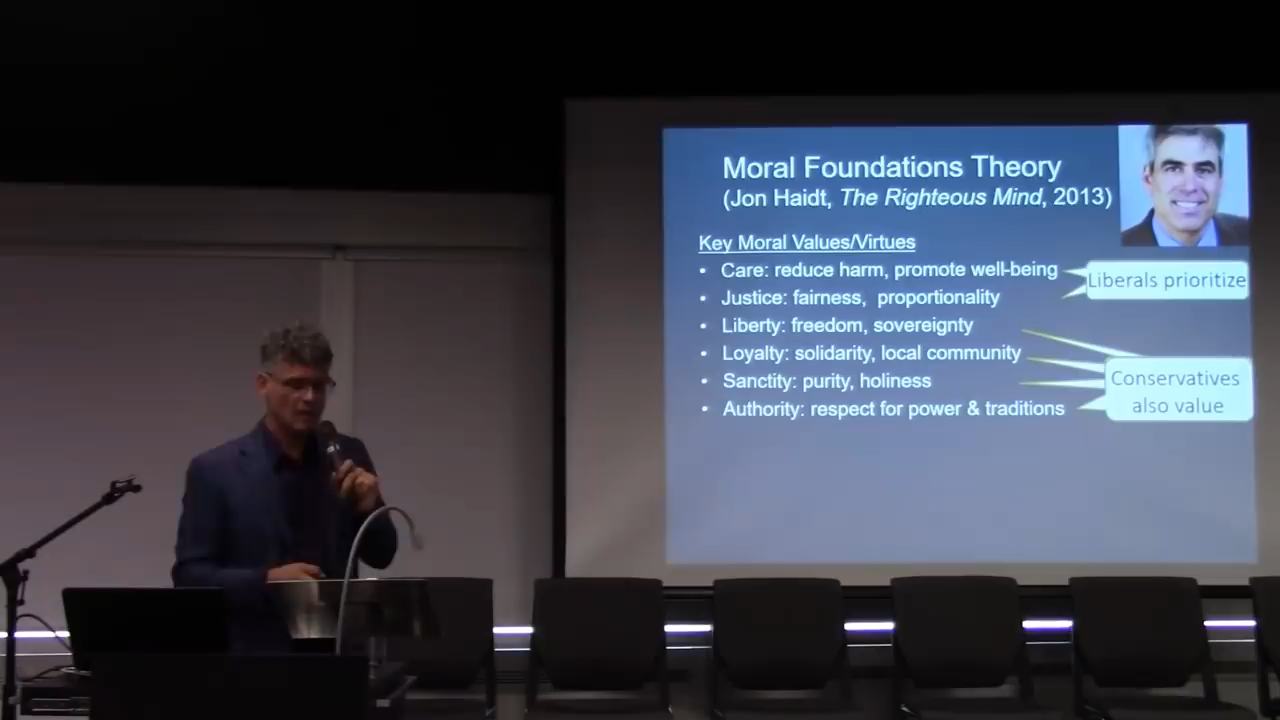 Moral Foundations Theory
(Jon Haidt, The Righteous Mind, 2013)
Key Moral Values/Virtues
• Care: reduce harm, promote well-being
• Justice: fairness, proportionality
• Liberty: freedom, sovereignty
• Loyalty: solidarity, local community
• Sanctity: purity, holiness
• Authority: respect for power & traditions
Liberals prioritize
Conservatives
also value